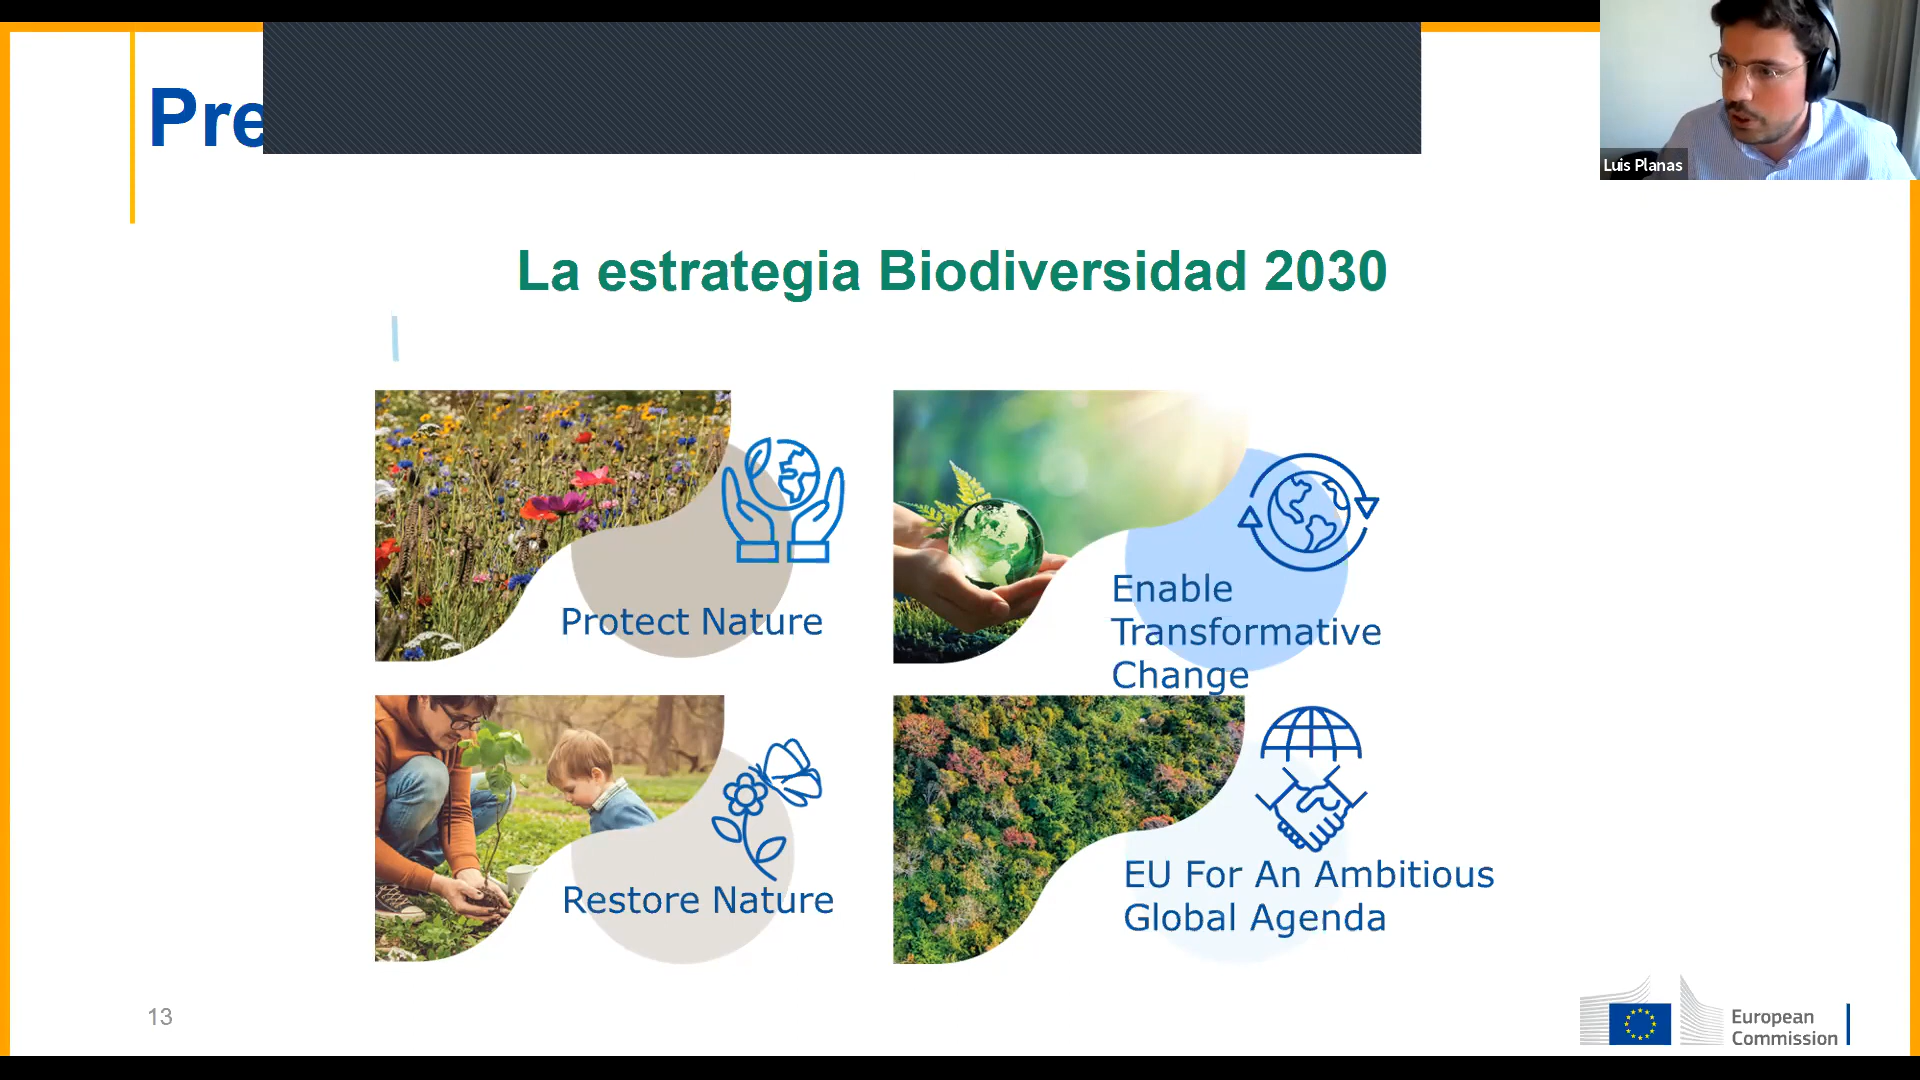 Luis Planas
La estrategia Biodiversidad 2030
Protect Nature
Enable
Transformative
Change
Restore Nature
EU For An Ambitious
Global Agenda
13
European
Commission